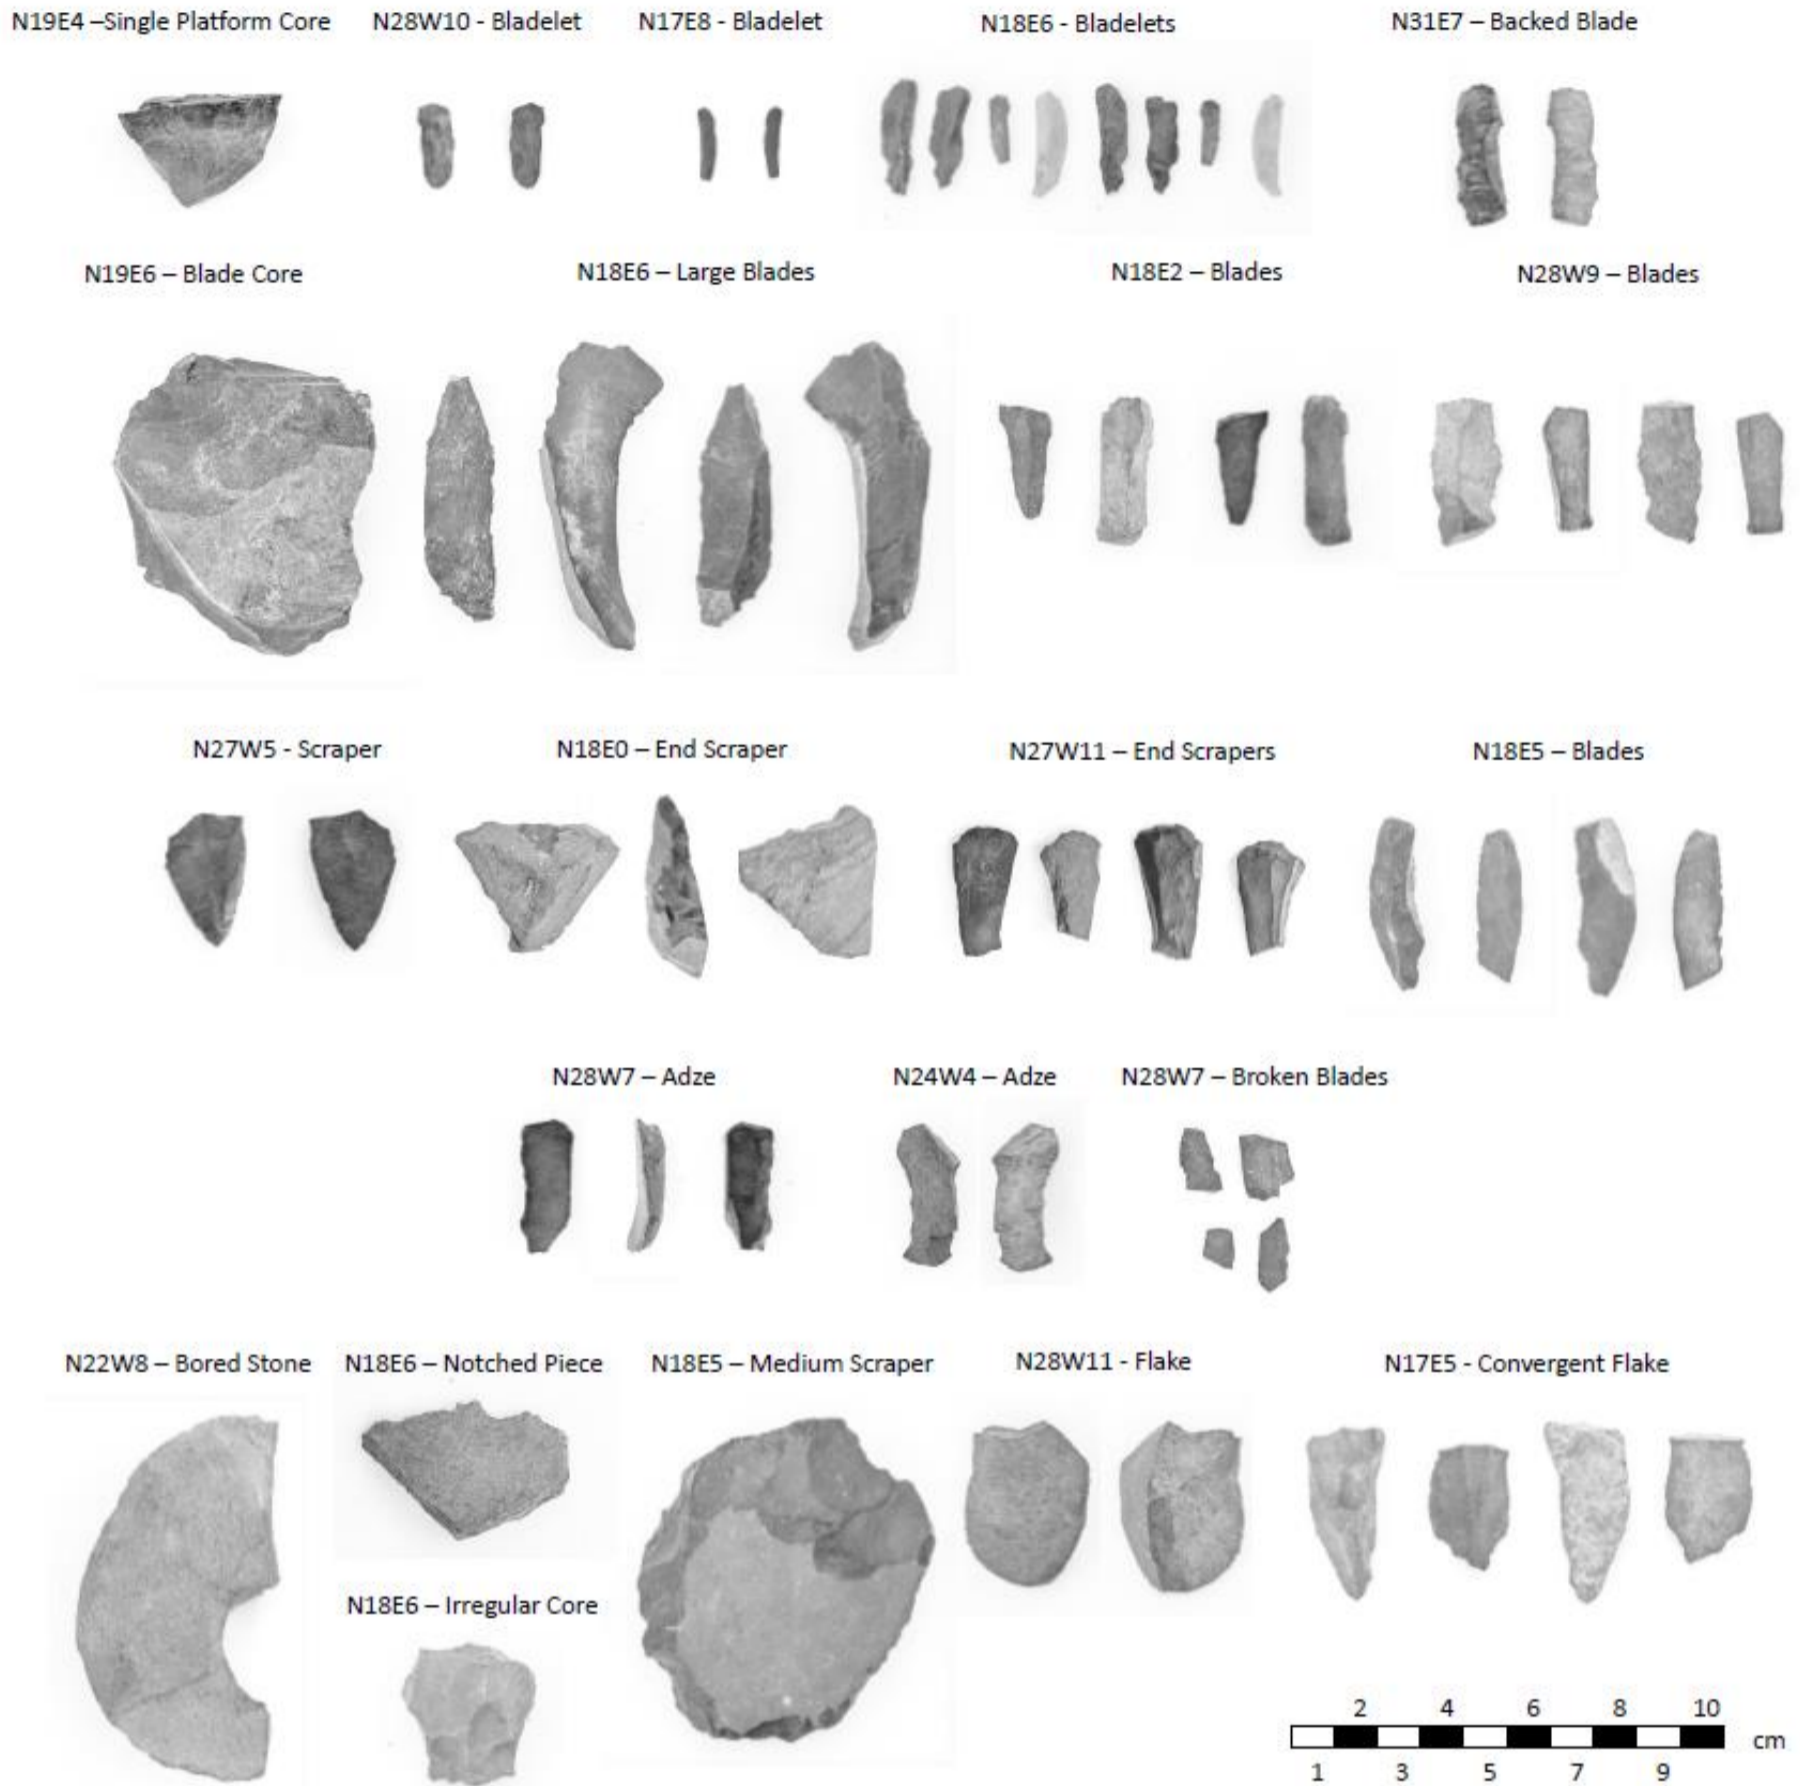 N19E4 –Single Platform Core
N28W10 - Bladelet
N17E8 - Bladelet
N18E6 - Bladelets
N31E7 – Backed Blade
N19E6 – Blade Core
N18E6 – Large Blades
N18E2 – Blades
N28W9 – Blades
N27W5 - Scraper
N18E0 – End Scraper
N27W11 – End Scrapers
N18E5 – Blades
N28W7 – Adze
N24W4 – Adze
N28W7 – Broken Blades
N22W8 – Bored Stone
N18E6 – Notched Piece
N18E5 – Medium Scraper
N28W11 - Flake
N17E5 - Convergent Flake
N18E6 – Irregular Core
2 4 6 8 10
cm
1 3 5 7 9